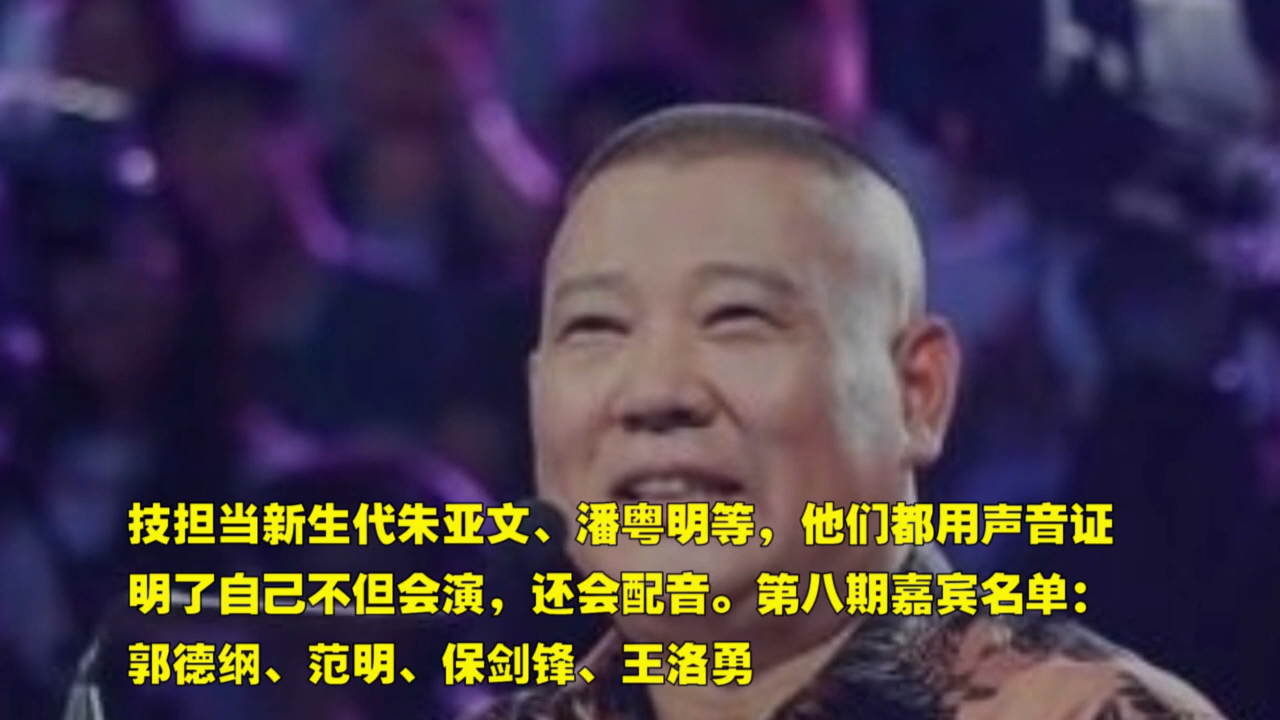 技担当新生代朱亚文、潘粤明等，他们都用声音证
明了自己不但会演，还会配音。第八期嘉宾名单：
郭德纲、范明、保剑锋、王洛勇